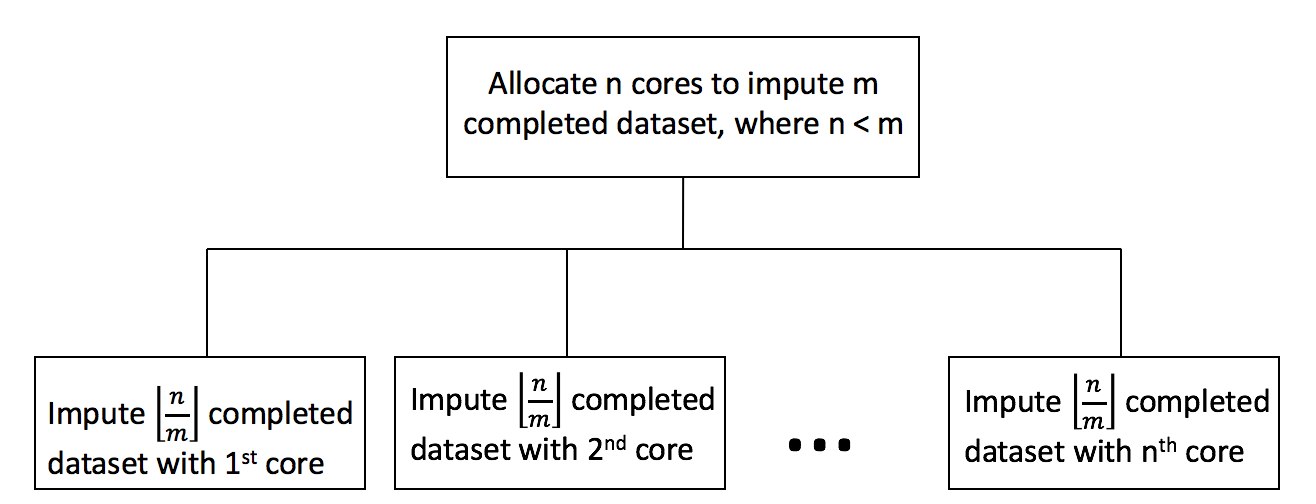 Allocate n cores to impute m
completed dataset, where n < m
Impute ⌊n/m⌋ completed
dataset with 1st core
Impute ⌊n/m⌋ completed
dataset with 2nd core
...
Impute ⌊n/m⌋ completed
dataset with nth core